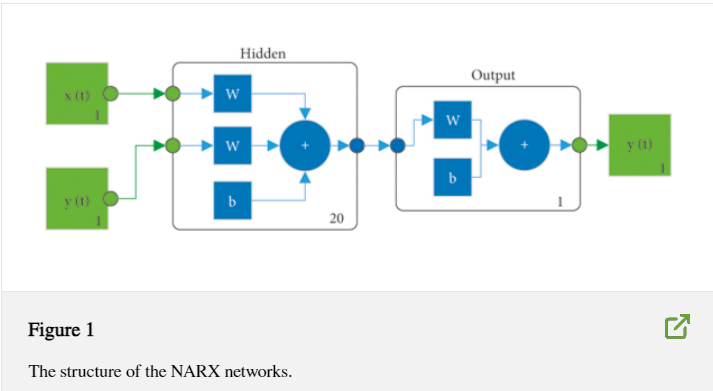 Hidden
Output
x (t)
1
W
W
b
+
20
W
b
+
1
y (t)
1
y (t)
1
Figure 1
The structure of the NARX networks.